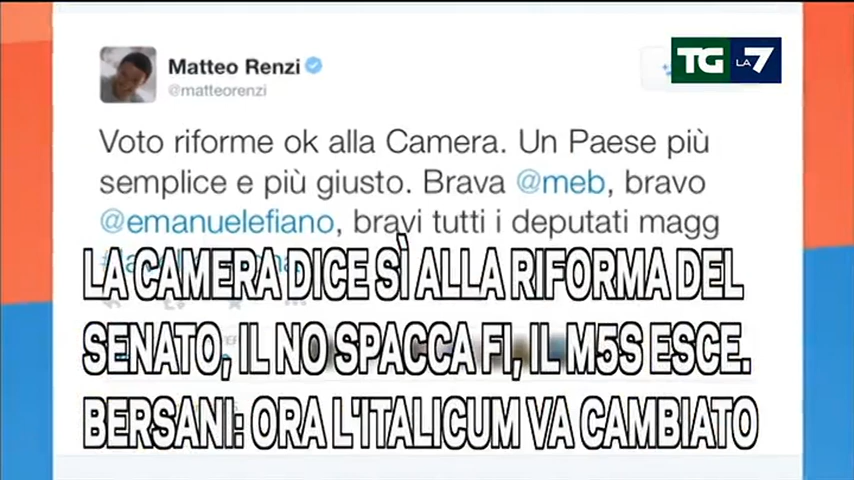 Matteo Renzi
@matteorenzi
TG LA 7
Voto riforme ok alla Camera. Un Paese più
semplice e più giusto. Brava @meb, bravo
@emanuelefiano, bravi tutti i deputati magg
LA CAMERA DICE SÌ ALLA RIFORMA DEL
SENATO, IL NO SPACCA FI, IL M5S ESCE.
BERSANI: ORA L'ITALICUM VA CAMBIATO